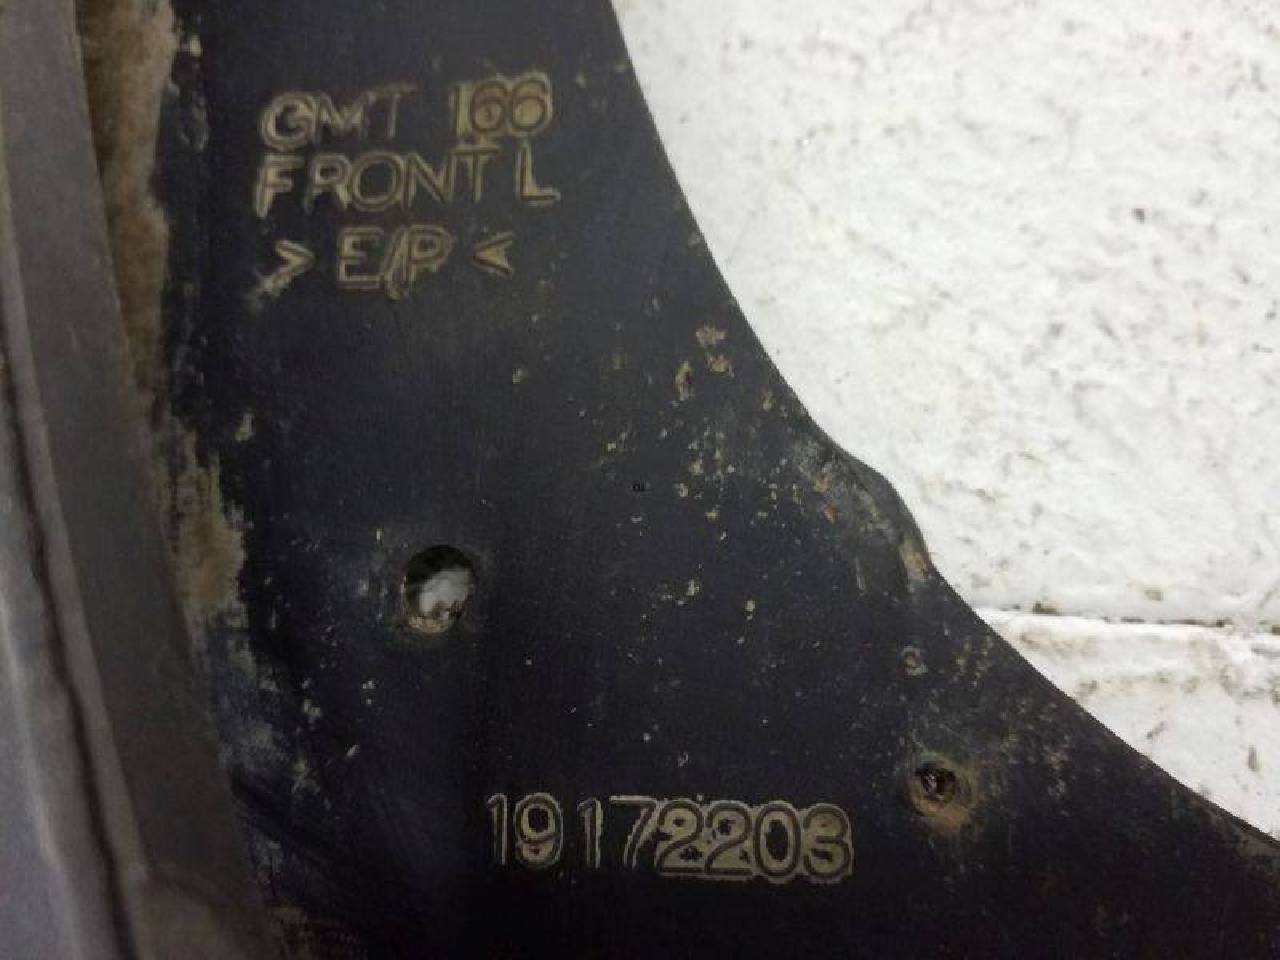 GMT 166
FRONT L
> E/P <
19172203